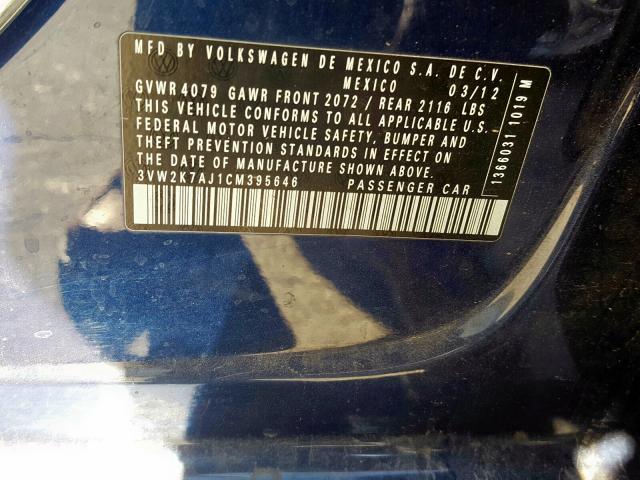 MFD BY VOLKSWAGEN DE MEXICO S.A. DE C.V.
MEXICO 03/12
GVWR 4079 GAWR FRONT 2072 / REAR 2116 LBS
THIS VEHICLE CONFORMS TO ALL APPLICABLE U.S.
FEDERAL MOTOR VEHICLE SAFETY, BUMPER AND
THEFT PREVENTION STANDARDS IN EFFECT ON
THE DATE OF MANUFACTURE SHOWN ABOVE.
3VW2K7AJ1CM395646 PASSENGER CAR
1366031 1019 M